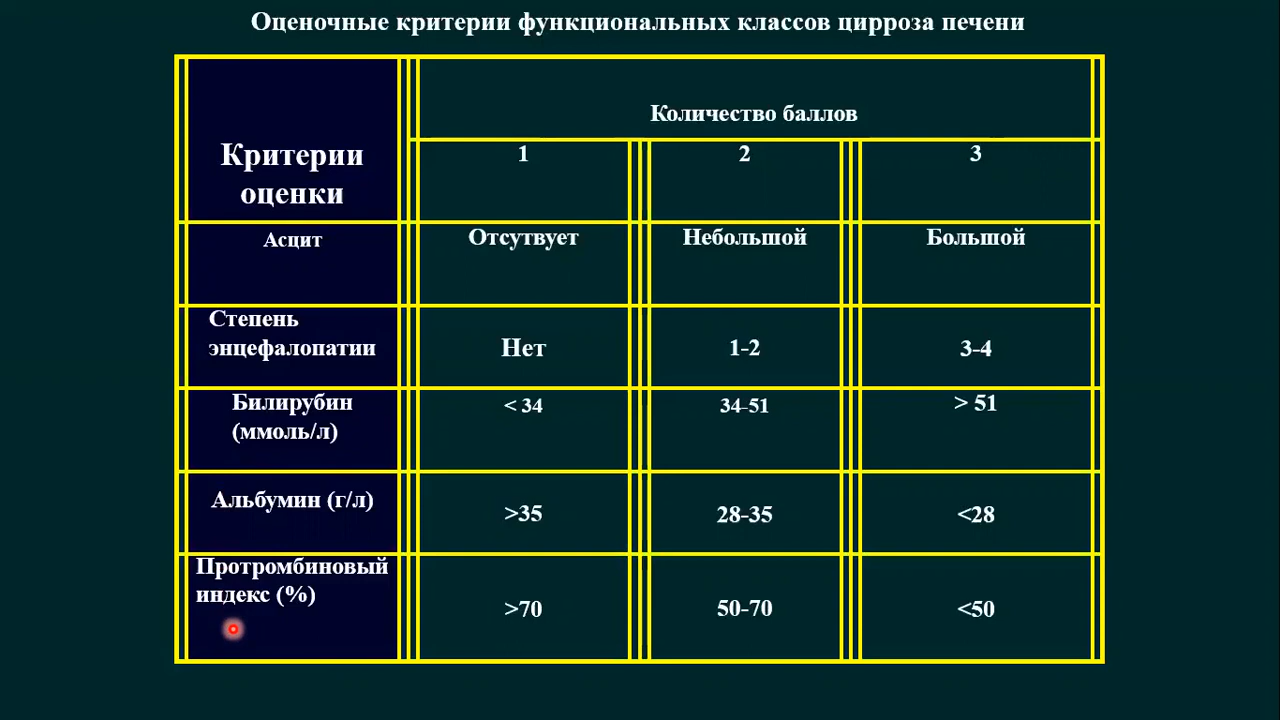 Оценочные критерии функциональных классов цирроза печени
Критерии
оценки
Количество баллов
1 2 3
Асцит Отсутвует Небольшой Большой
Степень
энцефалопатии Нет 1-2 3-4
Билирубин
(ммоль/л) < 34 34-51 > 51
Альбумин (г/л) >35 28-35 <28
Протромбиновый
индекс (%) >70 50-70 <50